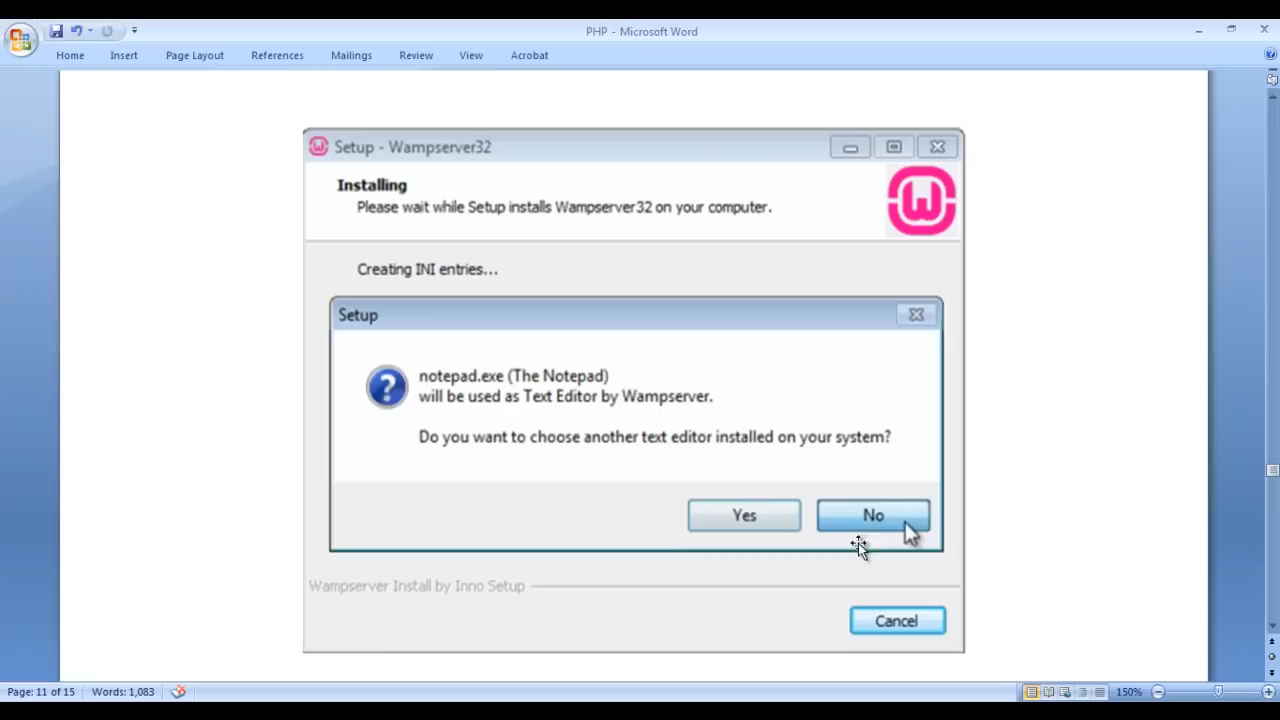 PHP - Microsoft Word
Home Insert Page Layout References Mailings Review View Acrobat
Setup - Wampserver32
Installing
Please wait while Setup installs Wampserver32 on your computer.
W
Creating INI entries...
Setup
notepad.exe (The Notepad)
will be used as Text Editor by Wampserver.
Do you want to choose another text editor installed on your system?
Yes No
Wampserver Install by Inno Setup
Cancel
Page: 11 of 15 Words: 1,083 150%